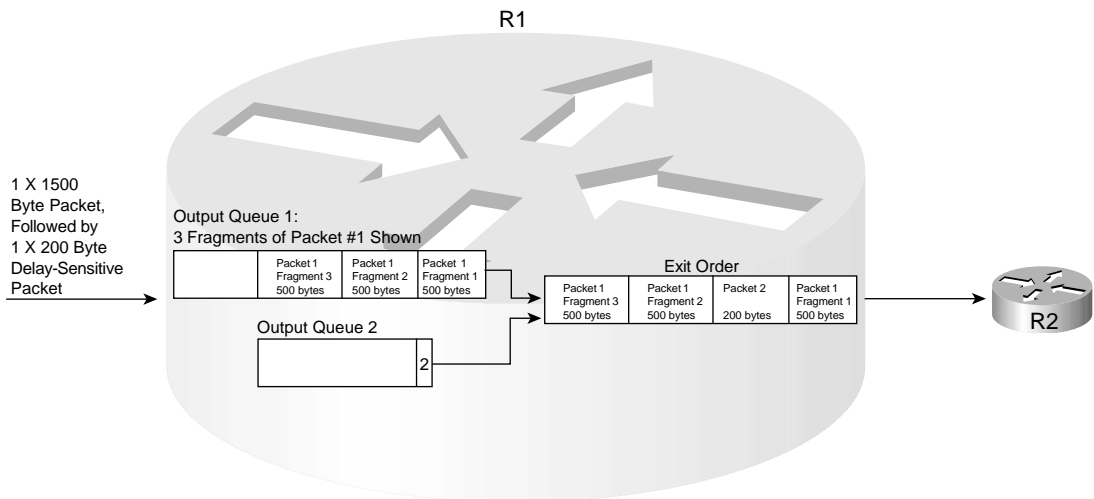 R1
1 X 1500
Byte Packet,
Followed by
1 X 200 Byte
Delay-Sensitive
Packet
Output Queue 1:
3 Fragments of Packet #1 Shown
Packet 1
Fragment 3
500 bytes
Packet 1
Fragment 2
500 bytes
Packet 1
Fragment 1
500 bytes
Output Queue 2
2
Exit Order
Packet 1
Fragment 3
500 bytes
Packet 1
Fragment 2
500 bytes
Packet 2
200 bytes
Packet 1
Fragment 1
500 bytes
R2